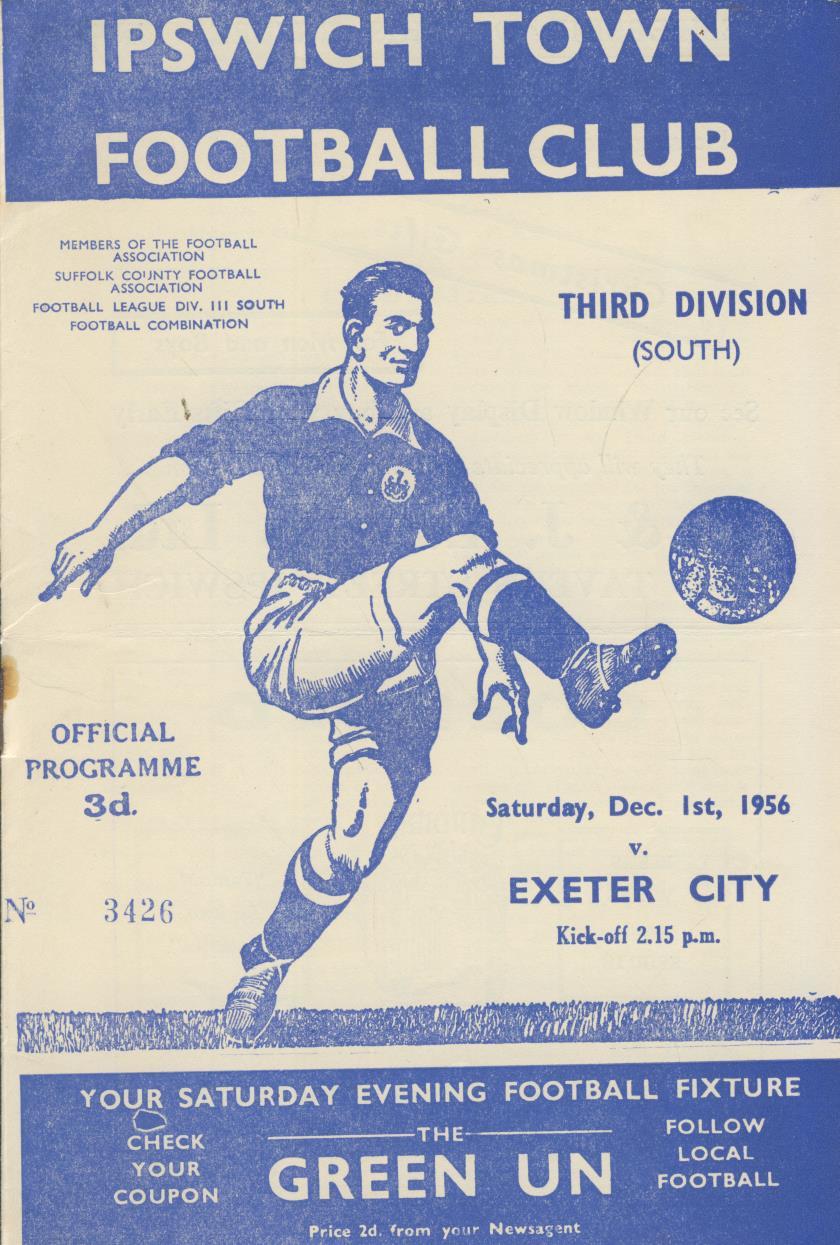 IPSWICH TOWN
FOOTBALL CLUB
MEMBERS OF THE FOOTBALL
ASSOCIATION
SUFFOLK COUNTY FOOTBALL
ASSOCIATION
FOOTBALL LEAGUE DIV. III SOUTH
FOOTBALL COMBINATION
THIRD DIVISION
(SOUTH)
OFFICIAL
PROGRAMME
3d.
Nº 3426
Saturday, Dec. 1st, 1956
v.
EXETER CITY
Kick-off 2.15 p.m.
YOUR SATURDAY EVENING FOOTBALL FIXTURE
CHECK
YOUR
COUPON
THE
GREEN UN
FOLLOW
LOCAL
FOOTBALL
Price 2d. from your Newsagent